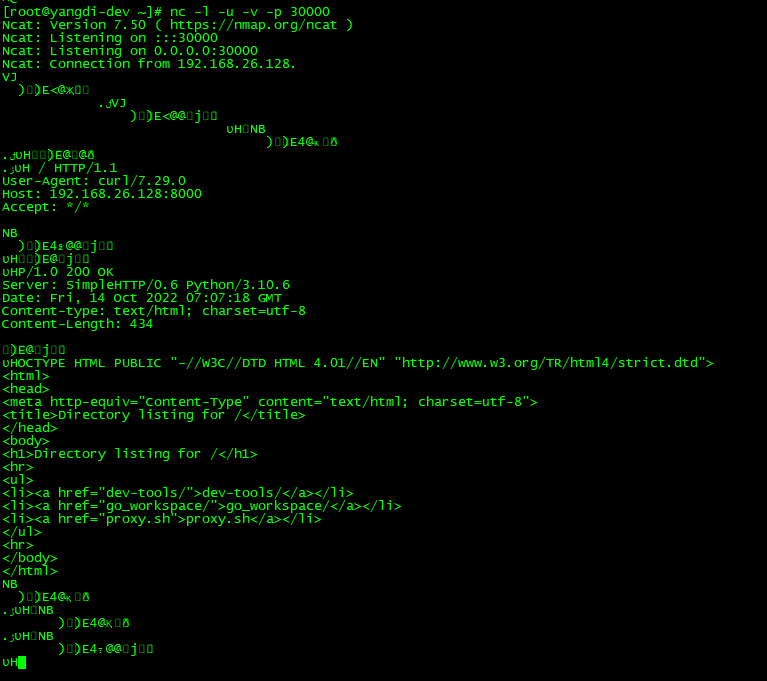 [root@yangdi-dev ~]# nc -l -u -v -p 30000
Ncat: Version 7.50 ( https://nmap.org/ncat )
Ncat: Listening on :::30000
Ncat: Listening on 0.0.0.0:30000
Ncat: Connection from 192.168.26.128.
VJ
)E<@
.VJ
)E<@@j
υHNB
)E4@
.υH)E@@
.υH / HTTP/1.1
User-Agent: curl/7.29.0
Host: 192.168.26.128:8000
Accept: */*
NB
)E4@@j
υH)E@j
υHP/1.0 200 OK
Server: SimpleHTTP/0.6 Python/3.10.6
Date: Fri, 14 Oct 2022 07:07:18 GMT
Content-type: text/html; charset=utf-8
Content-Length: 434
)E@j
υHOCTYPE HTML PUBLIC "-//W3C//DTD HTML 4.01//EN" "http://www.w3.org/TR/html4/strict.dtd">
<html>
<head>
<meta http-equiv="Content-Type" content="text/html; charset=utf-8">
<title>Directory listing for /</title>
</head>
<body>
<h1>Directory listing for /</h1>
<hr>
<ul>
<li><a href="dev-tools/">dev-tools/</a></li>
<li><a href="go_workspace/">go_workspace/</a></li>
<li><a href="proxy.sh">proxy.sh</a></li>
</ul>
<hr>
</body>
</html>
NB
)E4@
.υHNB
)E4@
.υHNB
)E4@@j
υH